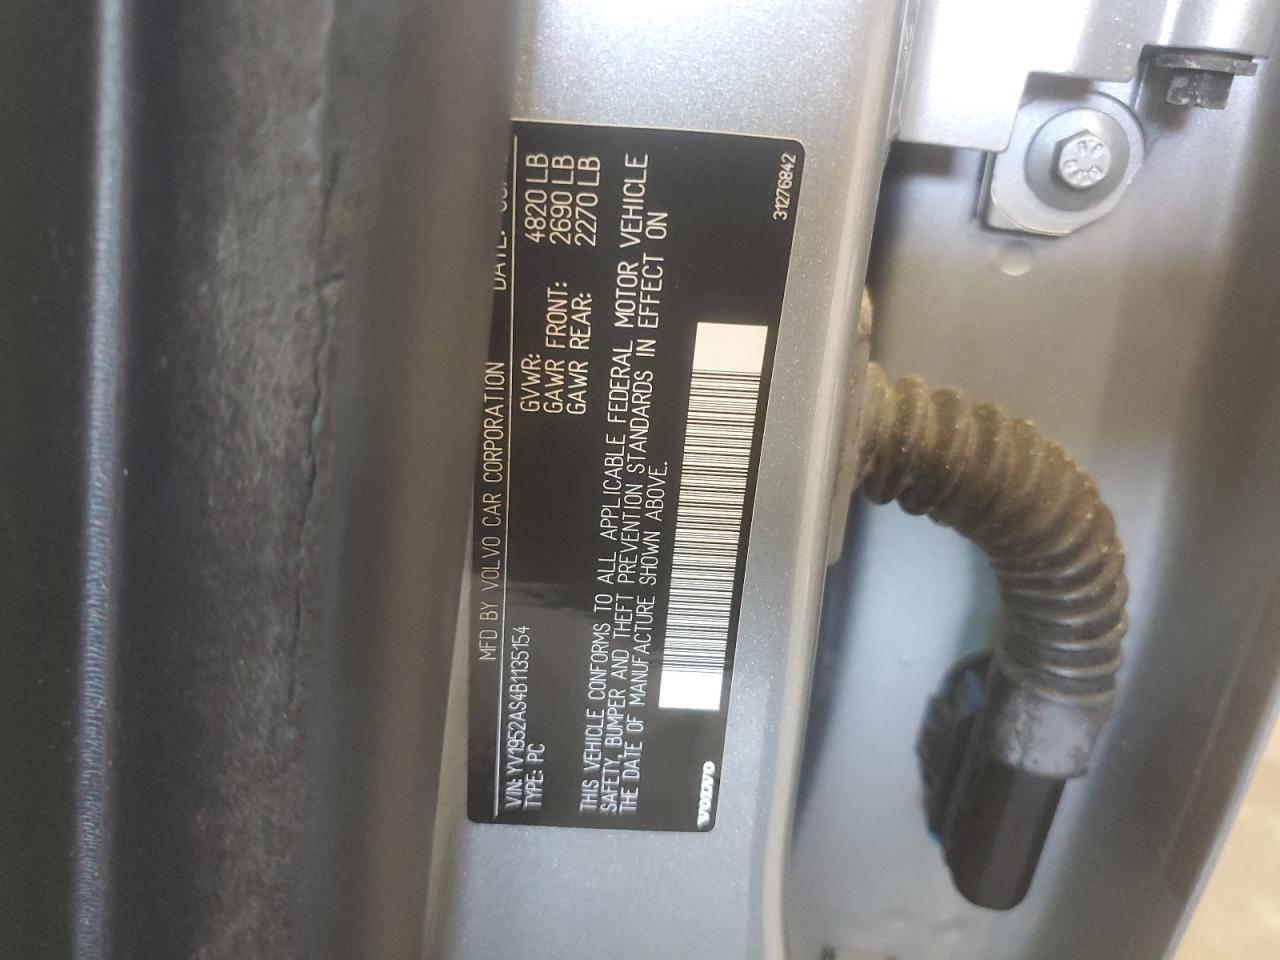 MFD BY VOLVO CAR CORPORATION DATE:
VIN: YV1952AS4B1135154 GVWR: 4820 LB
TYPE: PC GAWR FRONT: 2690 LB
GAWR REAR: 2270 LB
THIS VEHICLE CONFORMS TO ALL APPLICABLE FEDERAL MOTOR VEHICLE
SAFETY, BUMPER AND THEFT PREVENTION STANDARDS IN EFFECT ON
THE DATE OF MANUFACTURE SHOWN ABOVE.
VOLVO 31276842